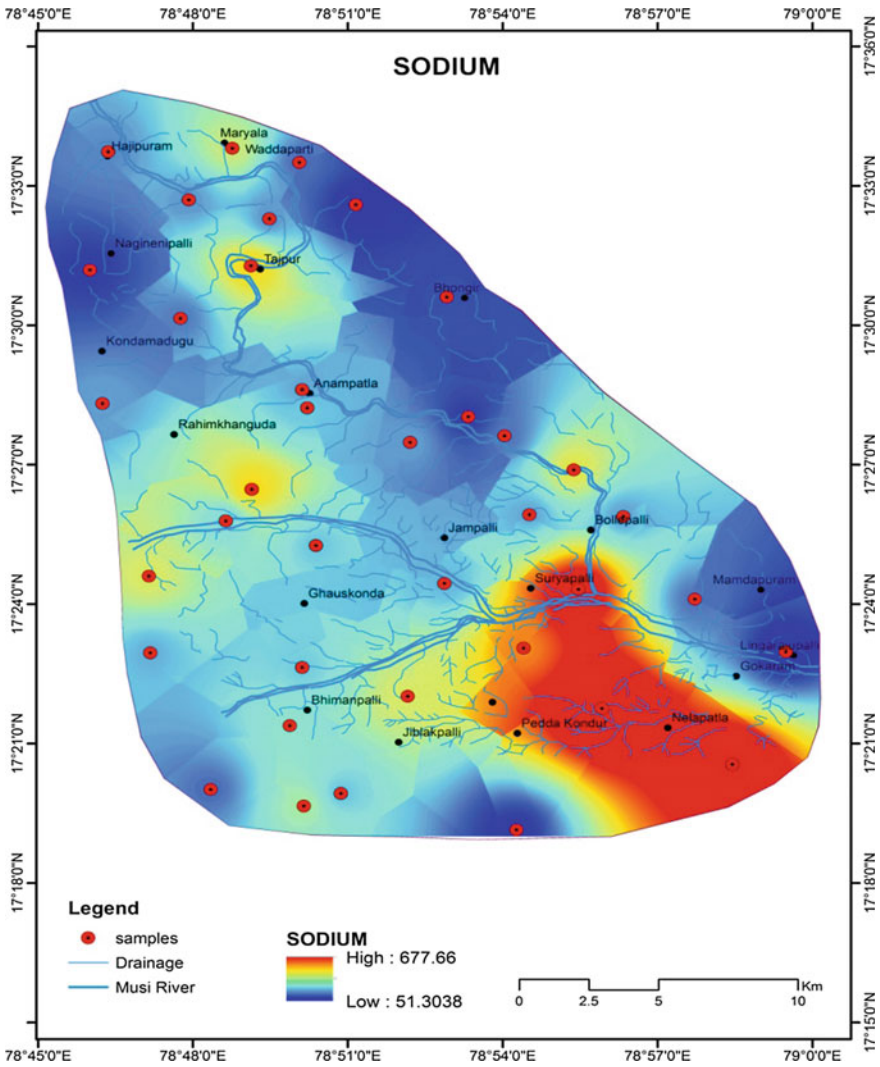 78°45'0"E 78°48'0"E 78°51'0"E 78°54'0"E 78°57'0"E 79°0'0"E
17°36'0"N
SODIUM
Maryala
Hajipuram
Waddaparti
17°33'0"N 17°33'0"N
Naginenipalli
Tajpur
Bhongir
17°30'0"N 17°30'0"N
Kondamadugu
Anampatla
Rahimkhanguda
17°27'0"N 17°27'0"N
Jampalli
Bollepalli
Suryapalli
Mamdapuram
17°24'0"N 17°24'0"N
Ghauskonda
Gokaram
Bhimanpalli
Pedda Kondur
Nelapatla
17°21'0"N 17°21'0"N
Jiblakpalli
17°18'0"N 17°18'0"N
Legend
samples
Drainage
Musi River
SODIUM
High : 677.66
Low : 51.3038
Km
0 2.5 5 10
17°15'0"N 17°15'0"N
78°45'0"E 78°48'0"E 78°51'0"E 78°54'0"E 78°57'0"E 79°0'0"E